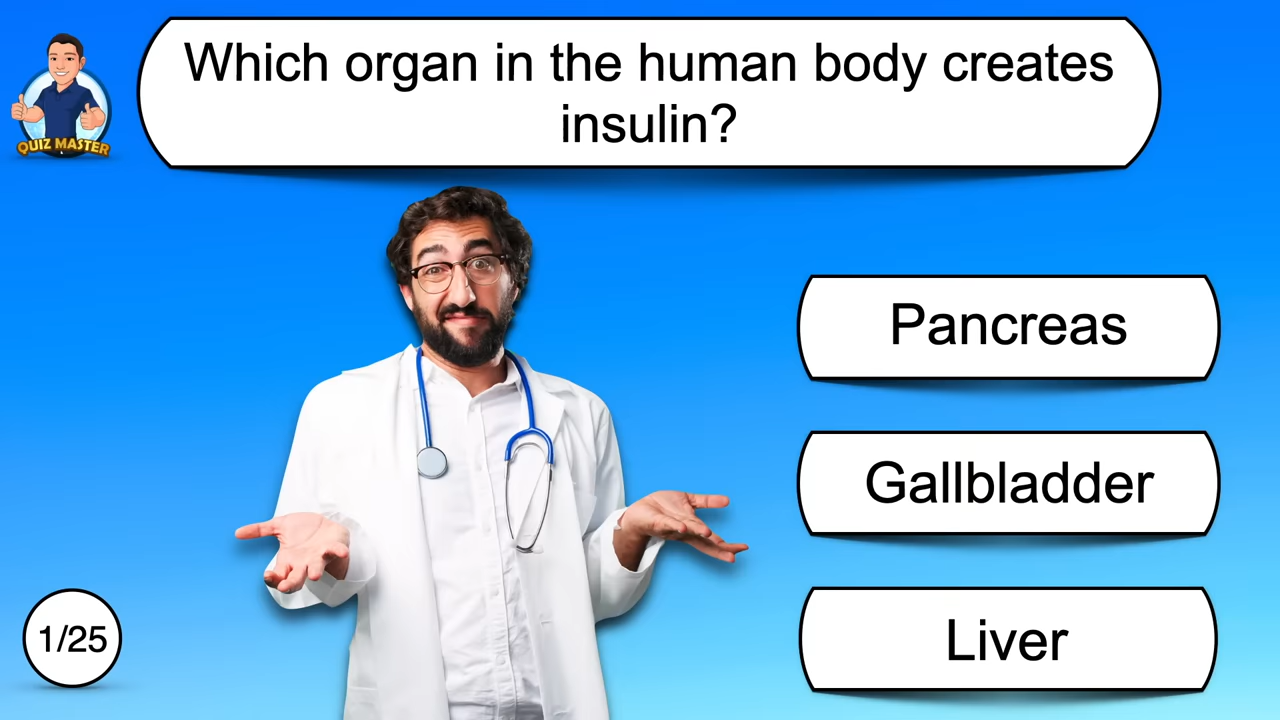 QUIZ MASTER
Which organ in the human body creates
insulin?
Pancreas
Gallbladder
Liver
1/25